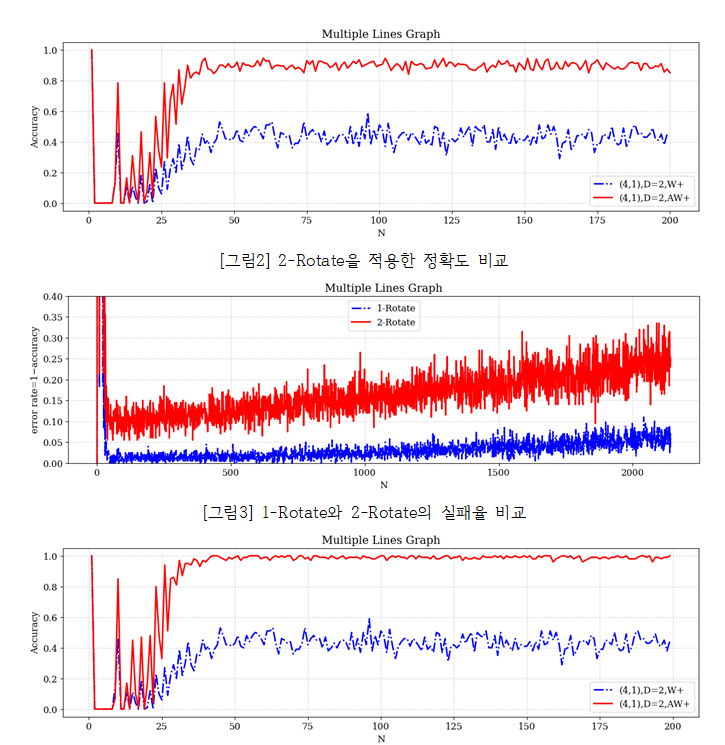 Multiple Lines Graph
1.0
0.8
0.6
0.4
0.2
0.0
Accuracy
(4,1),D=2,W+
(4,1),D=2,AW+
0 25 50 75 100 125 150 175 200
N
[그림2] 2-Rotate을 적용한 정확도 비교
Multiple Lines Graph
0.40
0.35
0.30
0.25
0.20
0.15
0.10
0.05
0.00
error rate=1−accuracy
1-Rotate
2-Rotate
0 500 1000 1500 2000
N
[그림3] 1-Rotate와 2-Rotate의 실패율 비교
Multiple Lines Graph
1.0
0.8
0.6
0.4
0.2
0.0
Accuracy
(4,1),D=2,W+
(4,1),D=2,AW+
0 25 50 75 100 125 150 175 200
N